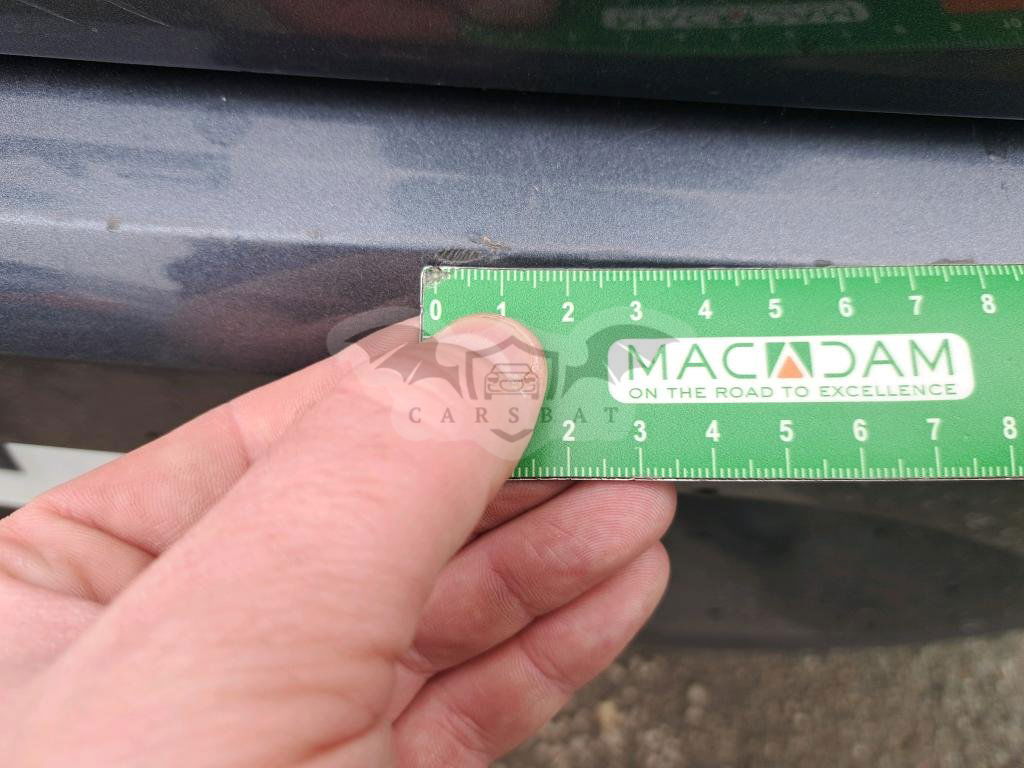 0 1 2 3 4 5 6 7 8
MACADAM
ON THE ROAD TO EXCELLENCE
CARSBAT
2 3 4 5 6 7 8